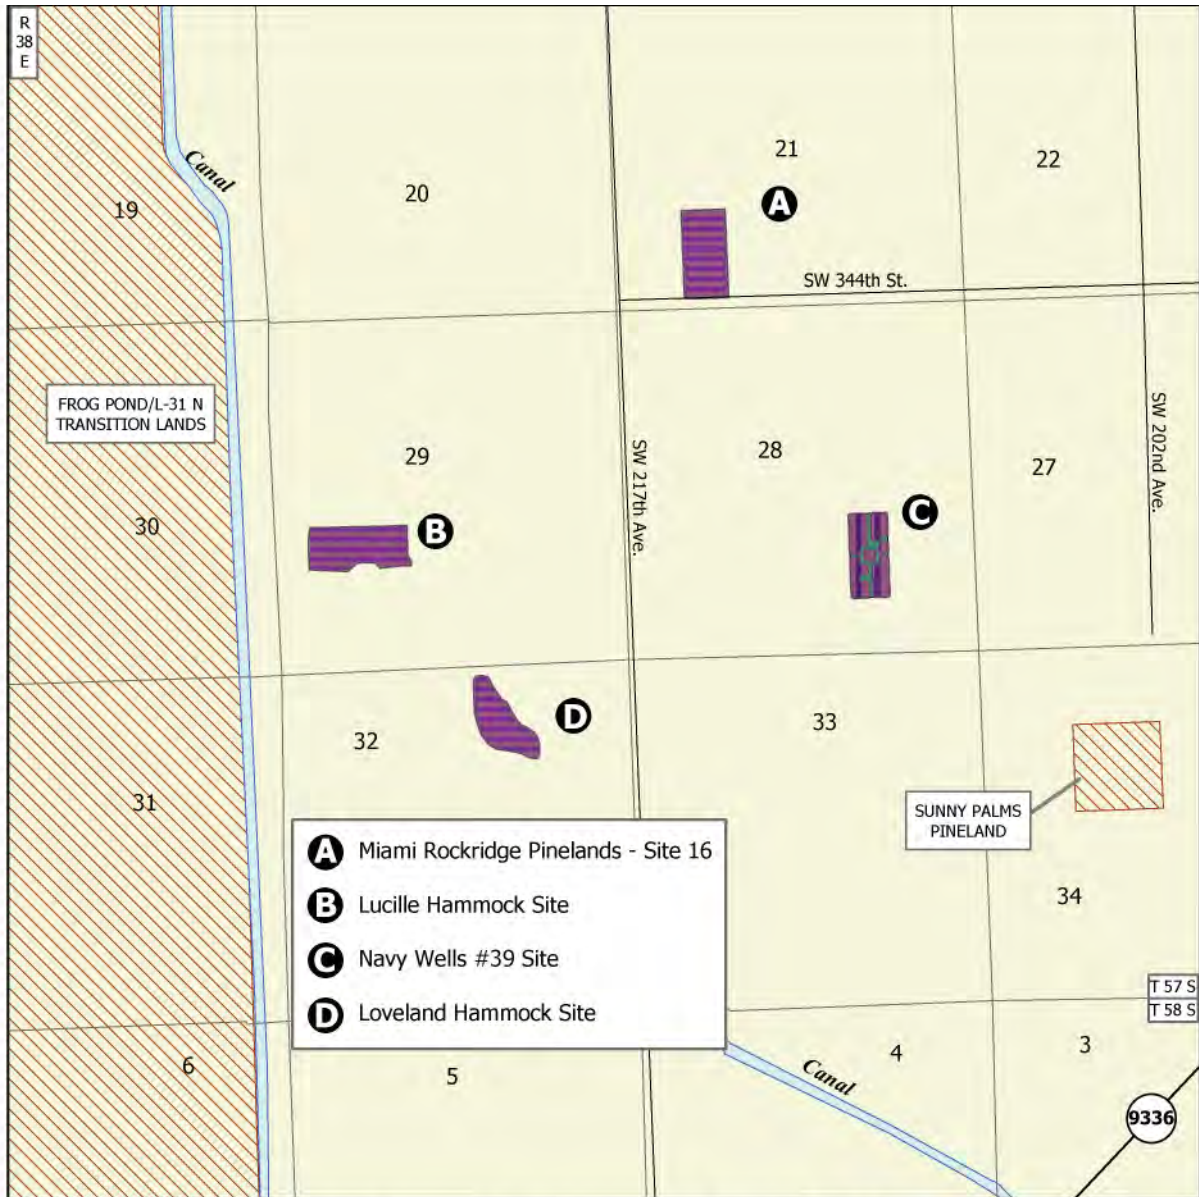 R
38
E
Canal
19
20
21
22
A
SW 344th St.
FROG POND/L-31 N
TRANSITION LANDS
SW 202nd Ave.
29
SW 217th Ave.
28
27
30
B
C
32
D
33
31
SUNNY PALMS
PINELAND
A Miami Rockridge Pinelands - Site 16
B Lucille Hammock Site
C Navy Wells #39 Site
D Loveland Hammock Site
34
T 57 S
T 58 S
6
5
Canal
4
3
9336